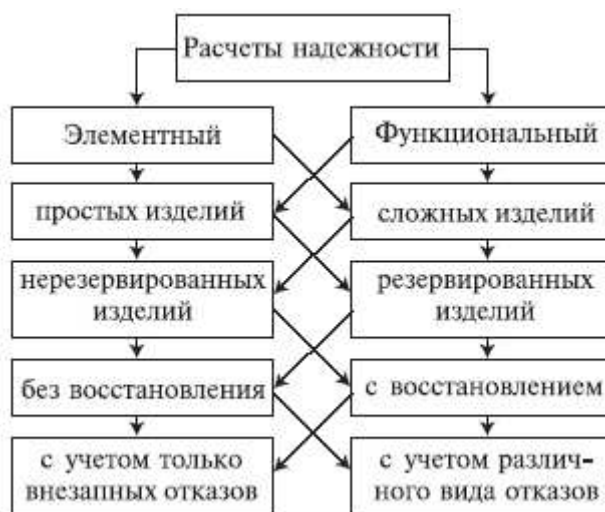 Расчеты надежности
Элементный
Функциональный
простых изделий
сложных изделий
нерезервированных
изделий
резервированных
изделий
без восстановления
с восстановлением
с учетом только
внезапных отказов
с учетом различ-
ного вида отказов